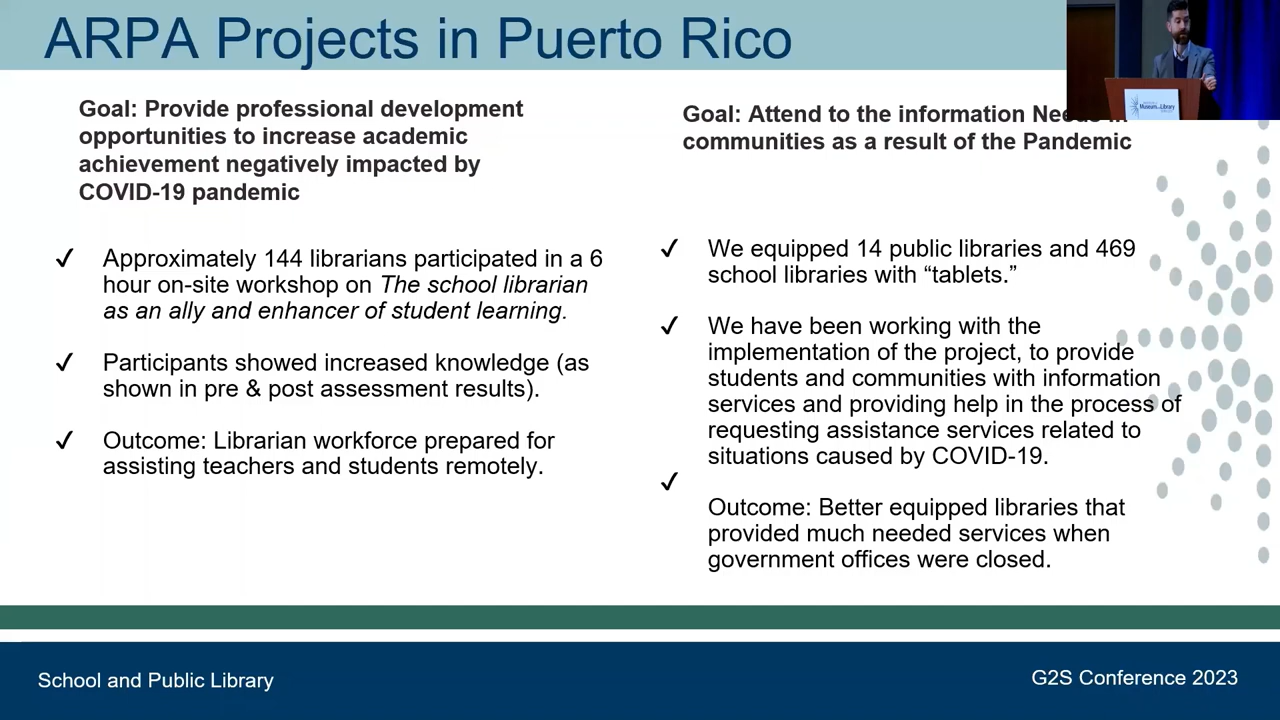 ARPA Projects in Puerto Rico
Goal: Provide professional development
opportunities to increase academic
achievement negatively impacted by
COVID-19 pandemic
✓ Approximately 144 librarians participated in a 6
hour on-site workshop on The school librarian
as an ally and enhancer of student learning.
✓ Participants showed increased knowledge (as
shown in pre & post assessment results).
✓ Outcome: Librarian workforce prepared for
assisting teachers and students remotely.
Goal: Attend to the information Needs in
communities as a result of the Pandemic
✓ We equipped 14 public libraries and 469
school libraries with “tablets.”
✓ We have been working with the
implementation of the project, to provide
students and communities with information
services and providing help in the process of
requesting assistance services related to
situations caused by COVID-19.
✓
Outcome: Better equipped libraries that
provided much needed services when
government offices were closed.
Museum and Library
School and Public Library
G2S Conference 2023